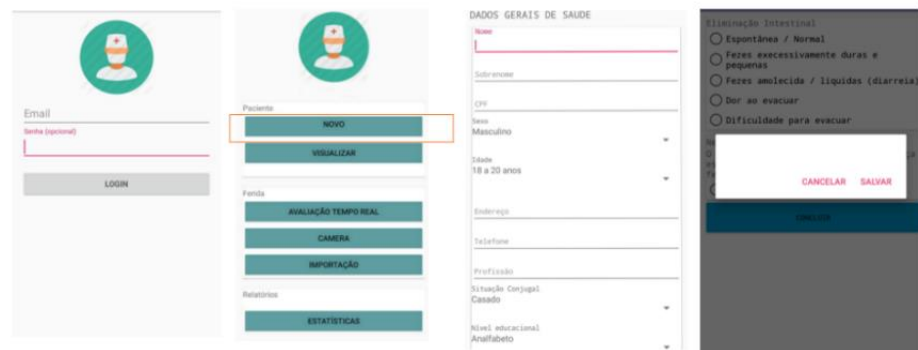 Email
Senha (opcional)
LOGIN
Paciente
NOVO
VISUALIZAR
Ferida
AVALIAÇÃO TEMPO REAL
CAMERA
IMPORTAÇÃO
Relatórios
ESTATÍSTICAS
DADOS GERAIS DE SAUDE
Nome
Sobrenome
CPF
Sexo
Masculino
Idade
18 a 20 anos
Endereço
Telefone
Profissão
Situação Conjugal
Casado
Nível educacional
Analfabeto
Eliminação Intestinal
Espontânea / Normal
Fezes execessivamente duras e
pequenas
Fezes amolecida / liquidas (diarreia)
Dor ao evacuar
Dificuldade para evacuar
CANCELAR SALVAR